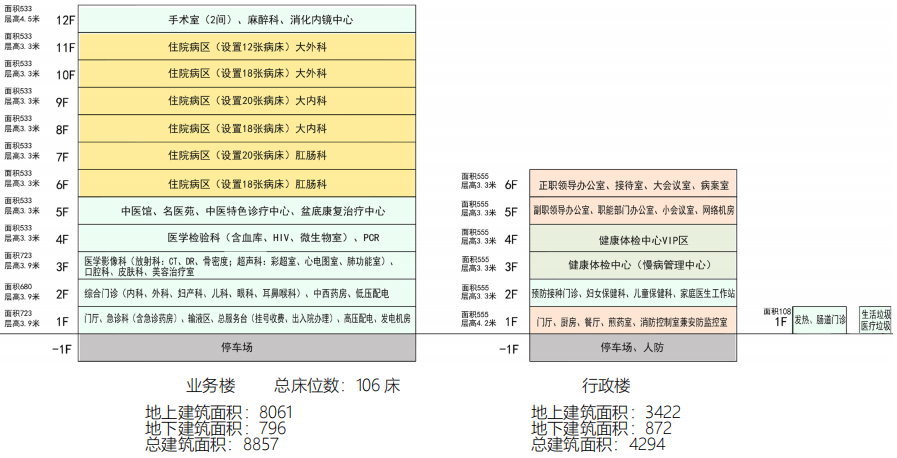 面积533
层高4.5米 12F 手术室（2间）、麻醉科、消化内镜中心
面积533
层高3.3米 11F 住院病区（设置12张病床）大外科
面积533
层高3.3米 10F 住院病区（设置18张病床）大外科
面积533
层高3.3米 9F 住院病区（设置20张病床）大内科
面积533
层高3.3米 8F 住院病区（设置18张病床）大内科
面积533
层高3.3米 7F 住院病区（设置20张病床）肛肠科
面积533
层高3.3米 6F 住院病区（设置18张病床）肛肠科
面积533
层高3.3米 5F 中医馆、名医苑、中医特色诊疗中心、盆底康复治疗中心
面积533
层高3.3米 4F 医学检验科（含血库、HIV、微生物室）、PCR
面积723
层高3.9米 3F 医学影像科（放射科：CT、DR、骨密度；超声科：彩超室、心电图室、肺功能室）、
口腔科、皮肤科、美容治疗室
面积680
层高3.9米 2F 综合门诊（内科、外科、妇产科、儿科、眼科、耳鼻喉科）、中西药房、低压配电
面积723
层高3.9米 1F 门厅、急诊科（含急诊药房）、输液区、总服务台（挂号收费，出入院办理）、高压配电、发电机房
-1F 停车场
业务楼 总床位数：106床
地上建筑面积：8061
地下建筑面积：796
总建筑面积：8857
面积555
层高3.3米 6F 正职领导办公室、接待室、大会议室、病案室
面积555
层高3.3米 5F 副职领导办公室、职能部门办公室、小会议室、网络机房
面积555
层高3.3米 4F 健康体检中心VIP区
面积555
层高3.3米 3F 健康体检中心（慢病管理中心）
面积555
层高3.3米 2F 预防接种门诊、妇女保健科、儿童保健科、家庭医生工作站
面积555
层高4.2米 1F 门厅、厨房、餐厅、煎药室、消防控制室兼安防监控室
-1F 停车场、人防
行政楼
地上建筑面积：3422
地下建筑面积：872
总建筑面积：4294
面积108
1F 发热、肠道门诊
生活垃圾
医疗垃圾